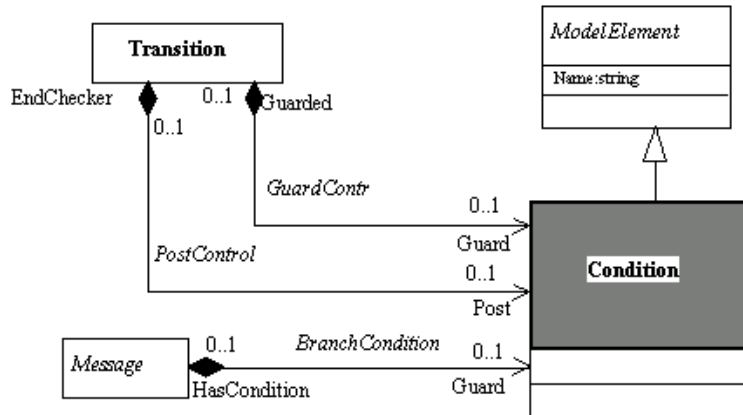 ModelElement
Name:string
Transition
EndChecker
0..1
0..1
Guarded
GuardContr
0..1
Guard
PostControl
0..1
Post
Condition
Message
0..1
HasCondition
BranchCondition
0..1
Guard